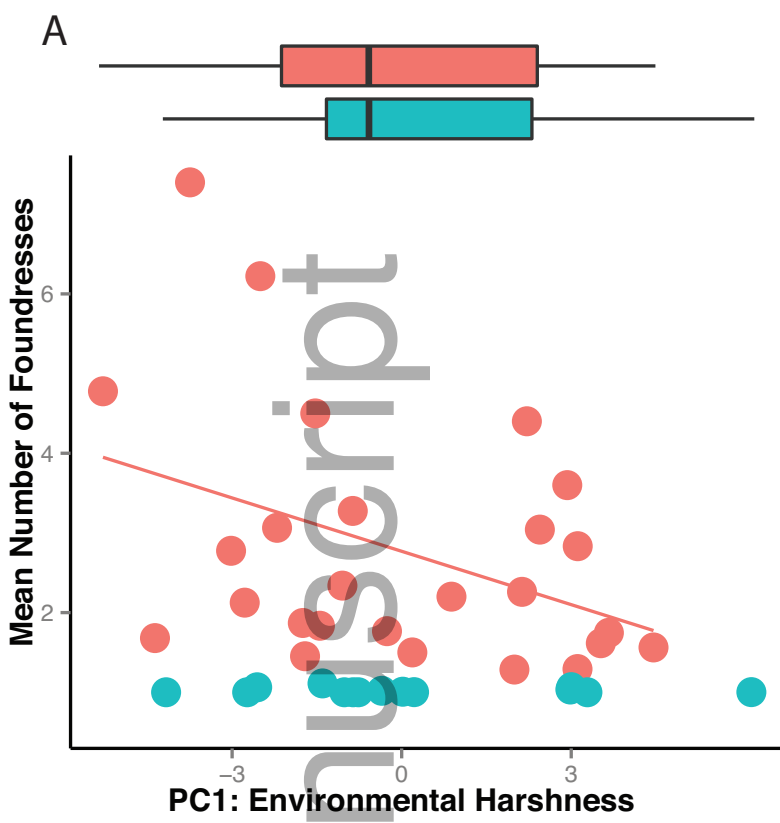 A
Mean Number of Foundresses
6
4
2
nuscript
−3
0
3
PC1: Environmental Harshness